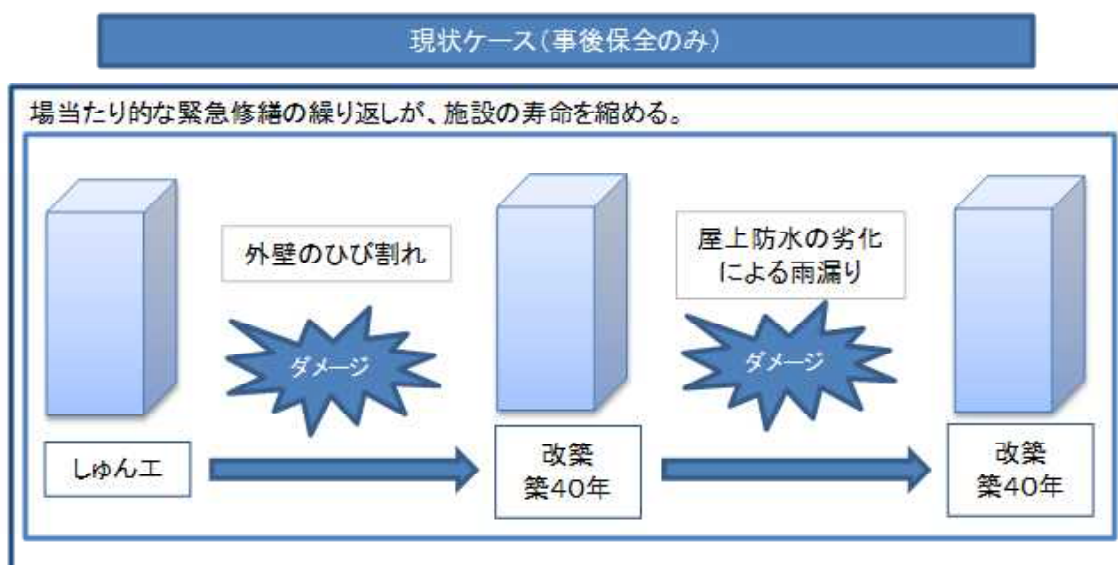 現状ケース(事後保全のみ)
場当たり的な緊急修繕の繰り返しが、施設の寿命を縮める。
外壁のひび割れ
屋上防水の劣化
による雨漏り
ダメージ
ダメージ
しゅん工
改築
築40年
改築
築40年